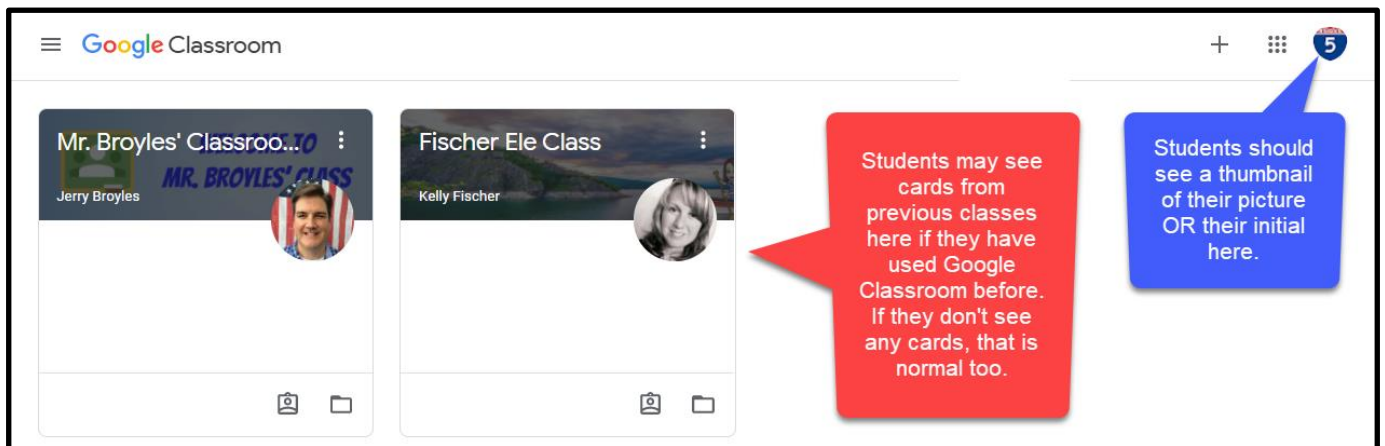 Google Classroom
5
Mr. Broyles' Classroo...
WELCOME TO
MR. BROYLES' CLASS
Jerry Broyles
Fischer Ele Class
Kelly Fischer
Students may see
cards from
previous classes
here if they have
used Google
Classroom before.
If they don't see
any cards, that is
normal too.
Students should
see a thumbnail
of their picture
OR their initial
here.